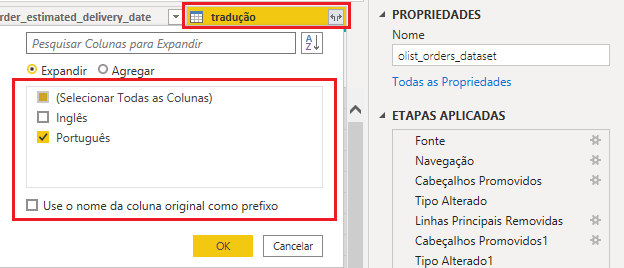 rder_estimated_delivery_date
tradução
Pesquisar Colunas para Expandir
A
Z
Expandir
Agregar
(Selecionar Todas as Colunas)
Inglês
Português
Use o nome da coluna original como prefixo
OK
Cancelar
PROPRIEDADES
Nome
olist_orders_dataset
Todas as Propriedades
ETAPAS APLICADAS
Fonte
Navegação
Cabeçalhos Promovidos
Tipo Alterado
Linhas Principais Removidas
Cabeçalhos Promovidos1
Tipo Alterado1